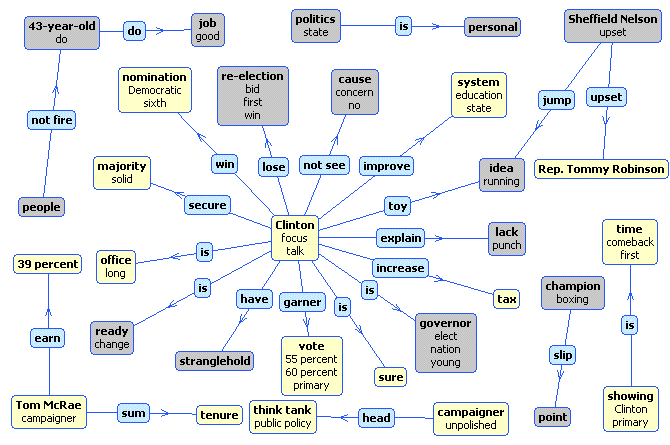 43-year-old
do
do
job
good
politics
state
is
personal
Sheffield Nelson
upset
nomination
Democratic
sixth
re-election
bid
first
win
cause
concern
no
system
education
state
jump
upset
not fire
win
lose
not see
improve
idea
running
Rep. Tommy Robinson
majority
solid
people
secure
toy
Clinton
focus
talk
explain
lack
punch
time
comeback
first
39 percent
office
long
is
increase
is
have
garner
is
is
tax
champion
boxing
ready
change
governor
elect
nation
young
is
earn
stranglehold
vote
55 percent
60 percent
primary
sure
slip
Tom McRae
campaigner
sum
tenure
think tank
public policy
head
campaigner
unpolished
point
showing
Clinton
primary